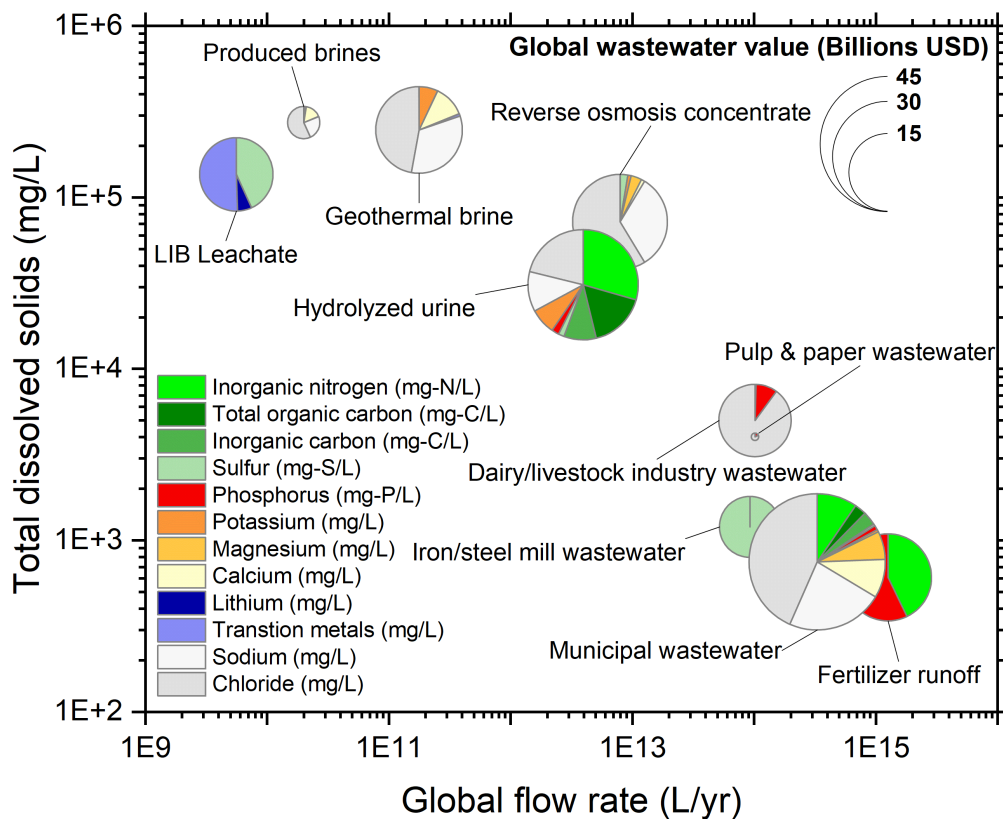 1E+6
1E+5
1E+4
1E+3
1E+2
Total dissolved solids (mg/L)
Global wastewater value (Billions USD)
45
30
15
Produced brines
Reverse osmosis concentrate
Geothermal brine
LIB Leachate
Hydrolyzed urine
Pulp & paper wastewater
Dairy/livestock industry wastewater
Iron/steel mill wastewater
Municipal wastewater
Fertilizer runoff
Inorganic nitrogen (mg-N/L)
Total organic carbon (mg-C/L)
Inorganic carbon (mg-C/L)
Sulfur (mg-S/L)
Phosphorus (mg-P/L)
Potassium (mg/L)
Magnesium (mg/L)
Calcium (mg/L)
Lithium (mg/L)
Transtion metals (mg/L)
Sodium (mg/L)
Chloride (mg/L)
1E9
1E11
1E13
1E15
Global flow rate (L/yr)